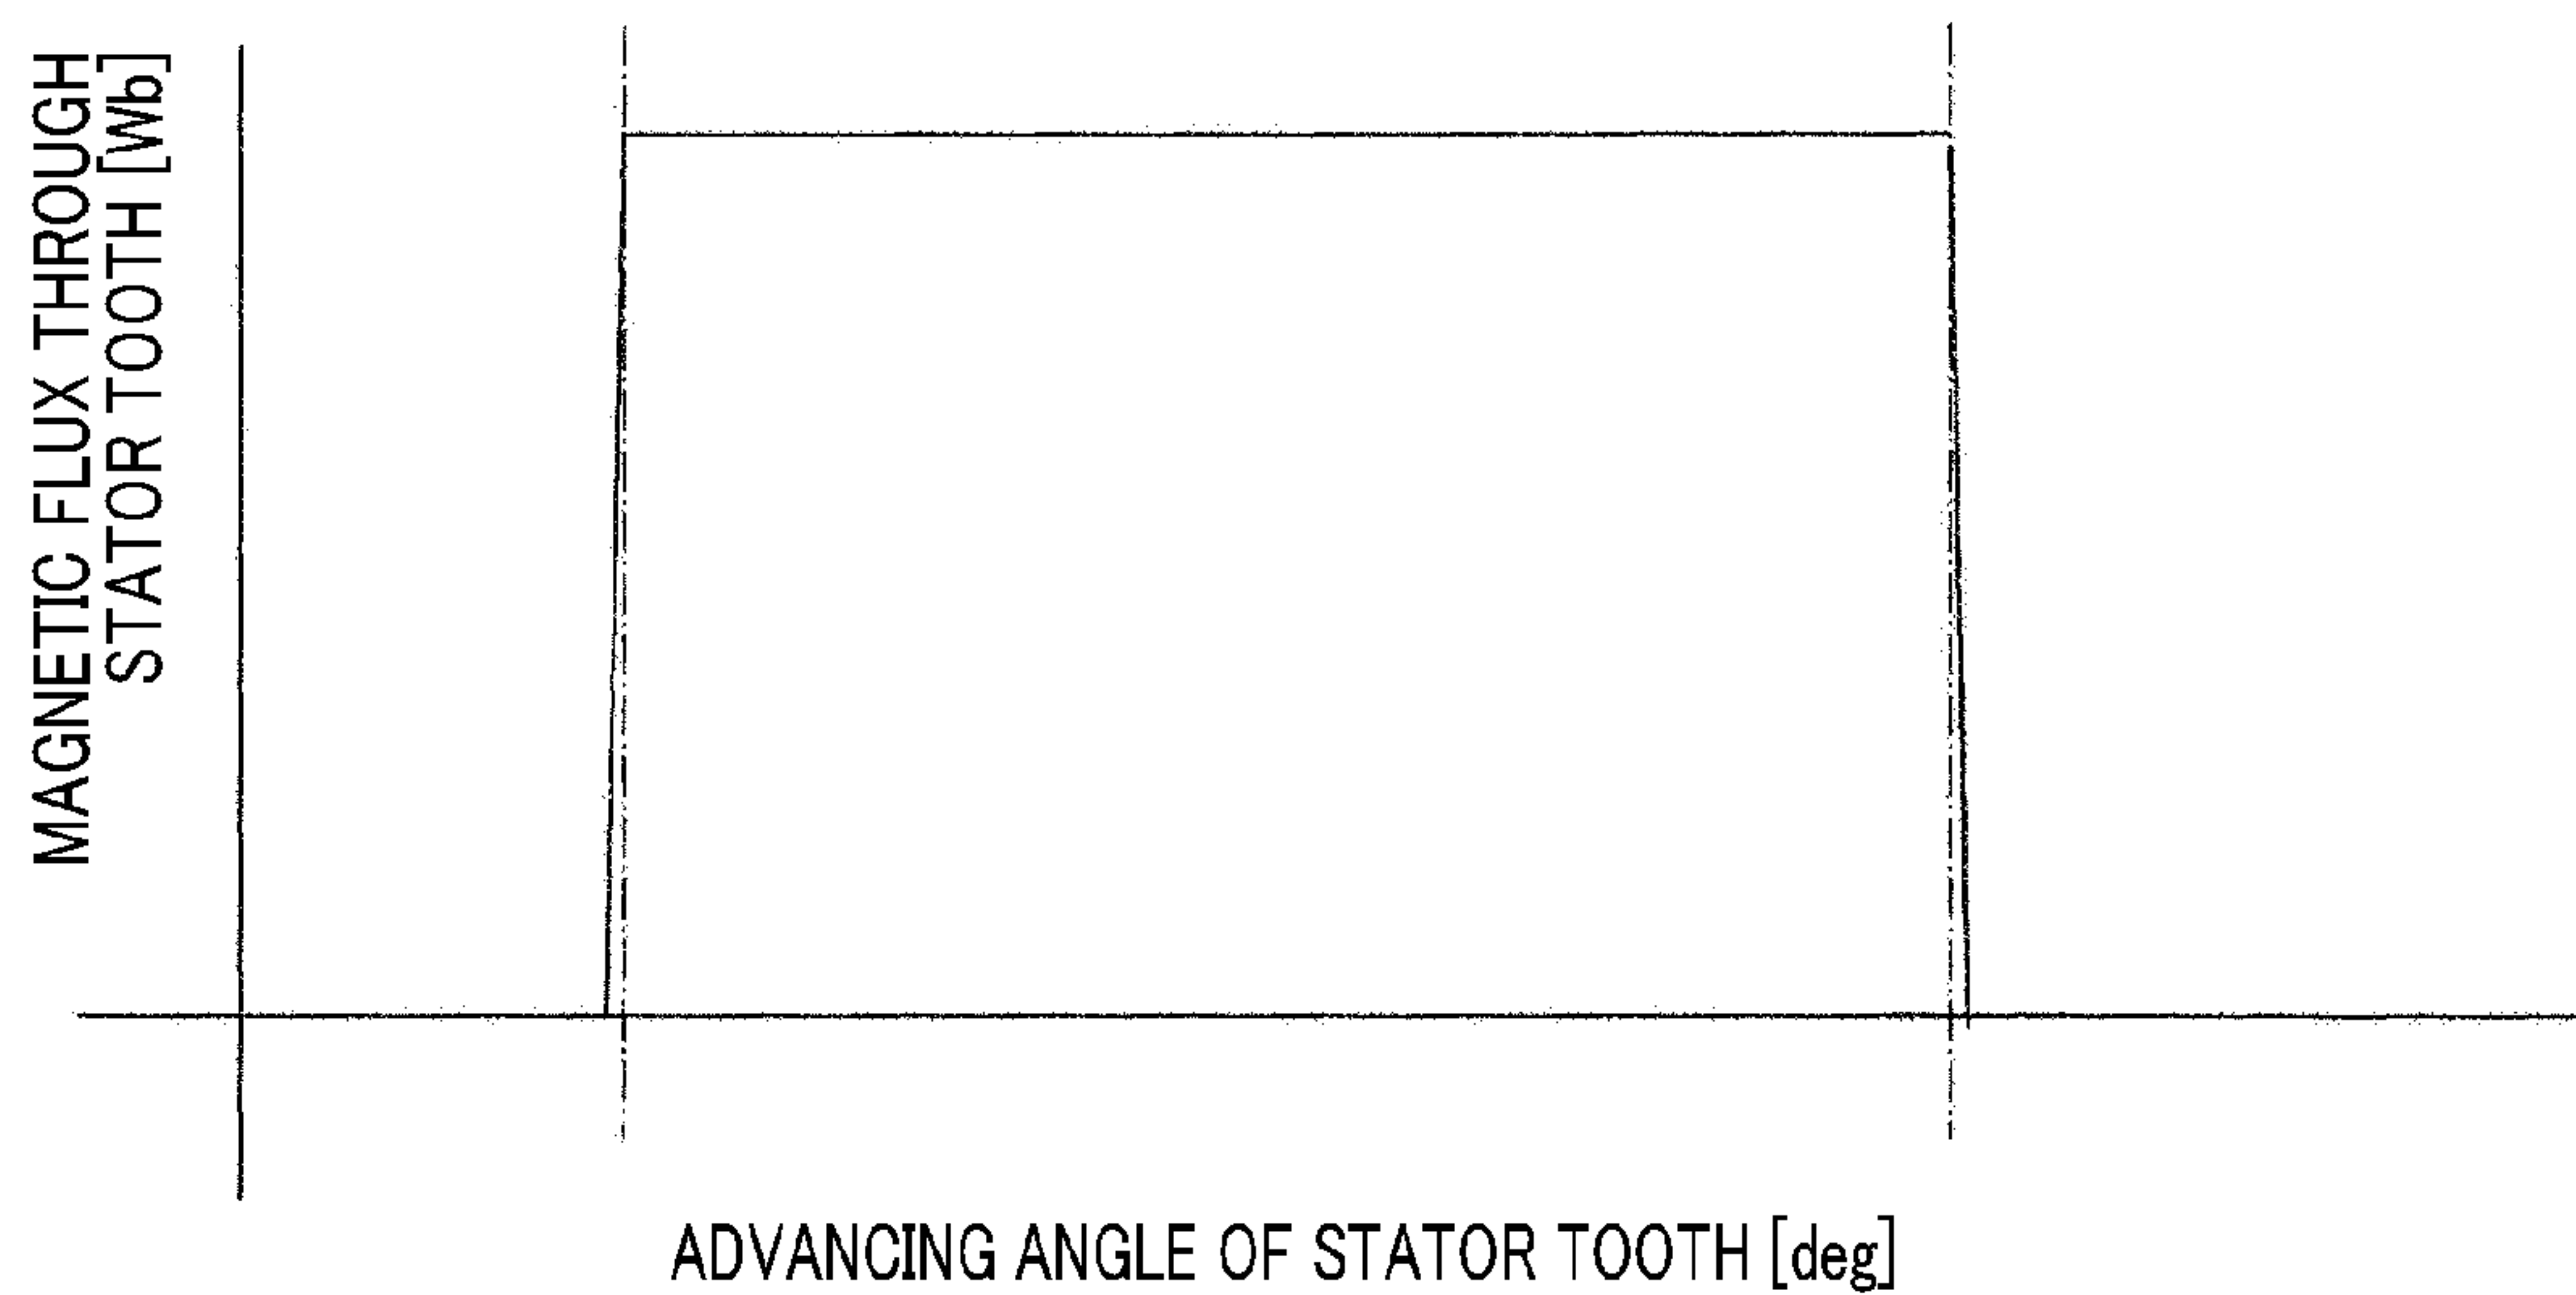 MAGNETIC FLUX THROUGH
STATOR TOOTH [Wb]
ADVANCING ANGLE OF STATOR TOOTH [deg]